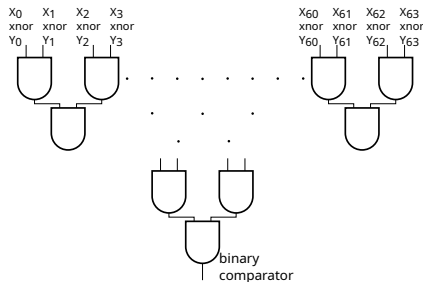 X0 X1 X2 X3 X60 X61 X62 X63
xnor xnor xnor xnor xnor xnor xnor xnor
Y0 Y1 Y2 Y3 Y60 Y61 Y62 Y63
binary
comparator